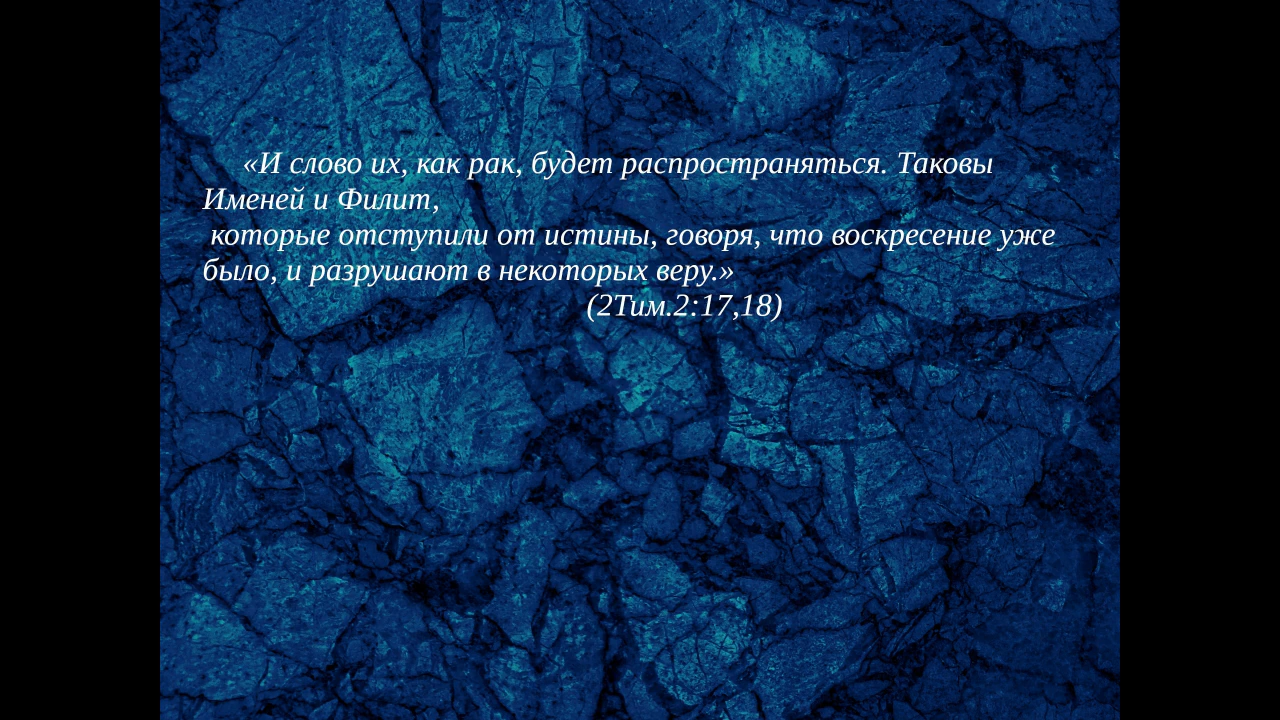 «И слово их, как рак, будет распространяться. Таковы
Именей и Филит,
которые отступили от истины, говоря, что воскресение уже
было, и разрушают в некоторых веру.»
(2Тим.2:17,18)